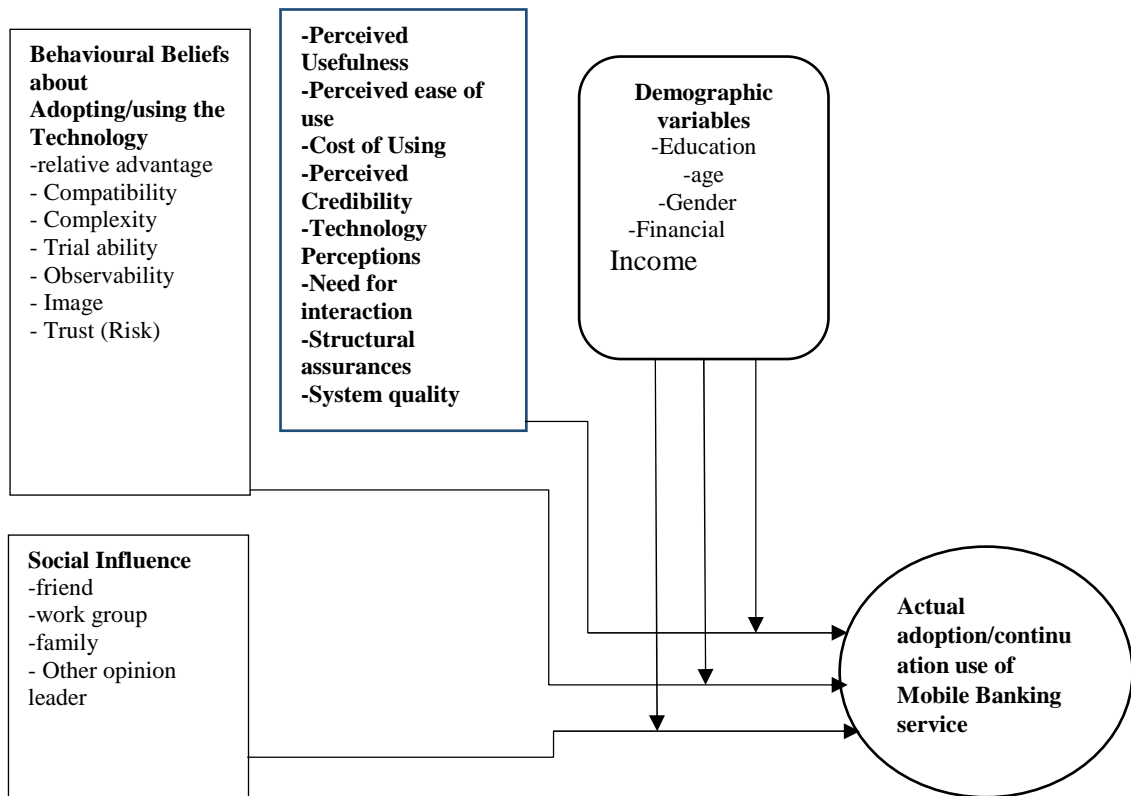 Behavioural Beliefs
about
Adopting/using the
Technology
-relative advantage
- Compatibility
- Complexity
- Trial ability
- Observability
- Image
- Trust (Risk)
-Perceived
Usefulness
-Perceived ease of
use
-Cost of Using
-Perceived
Credibility
-Technology
Perceptions
-Need for
interaction
-Structural
assurances
-System quality
Demographic
variables
-Education
-age
-Gender
-Financial
Income
Social Influence
-friend
-work group
-family
- Other opinion
leader
Actual
adoption/continu
ation use of
Mobile Banking
service